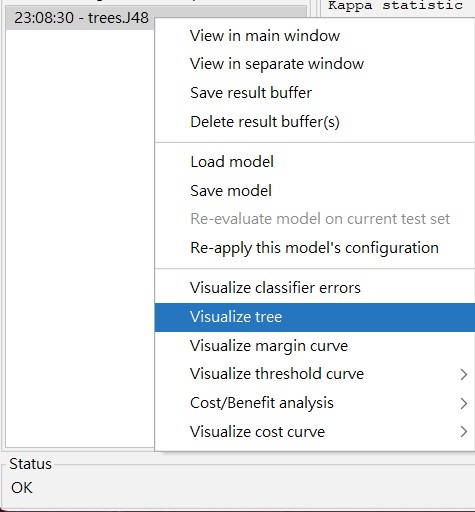 Kappa statistic
23:08:30 - trees.J48
View in main window
View in separate window
Save result buffer
Delete result buffer(s)
Load model
Save model
Re-evaluate model on current test set
Re-apply this model's configuration
Visualize classifier errors
Visualize tree
Visualize margin curve
Visualize threshold curve
Cost/Benefit analysis
Visualize cost curve
Status
OK